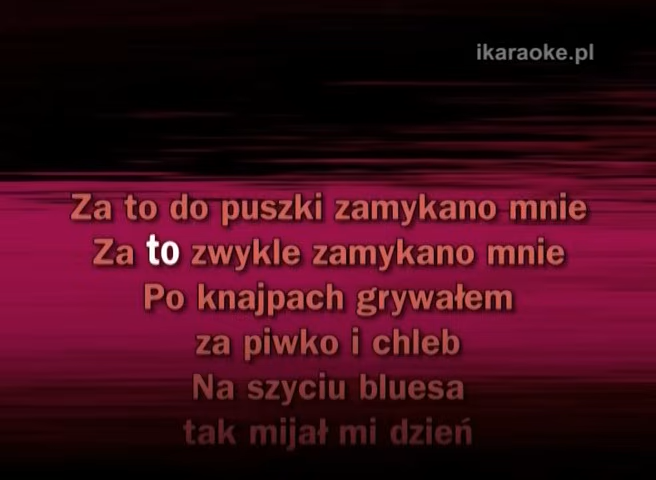 ikaraoke.pl
Za to do puszki zamykano mnie
Za to zwykle zamykano mnie
Po knajpach grywałem
za piwko i chleb
Na szyciu bluesa
tak mijał mi dzień